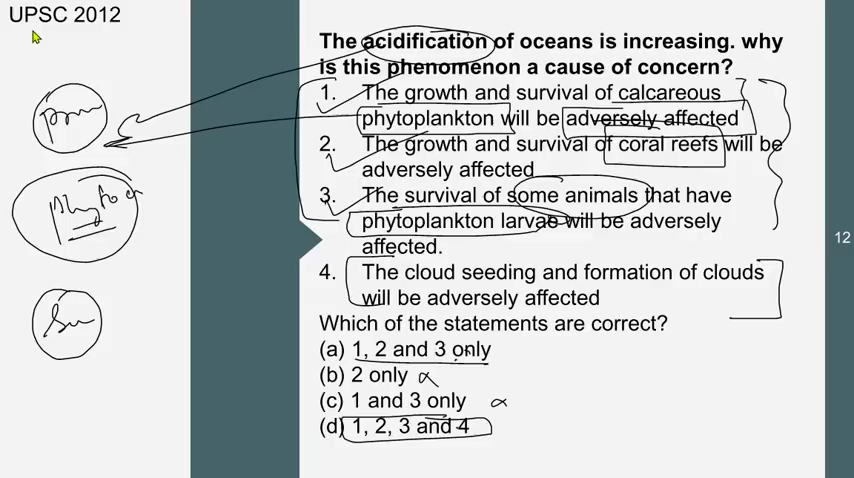 UPSC 2012
The acidification of oceans is increasing. why
is this phenomenon a cause of concern?
1. The growth and survival of calcareous
phytoplankton will be adversely affected
2. The growth and survival of coral reefs will be
adversely affected
3. The survival of some animals that have
phytoplankton larvae will be adversely
affected.
4. The cloud seeding and formation of clouds
will be adversely affected
Which of the statements are correct?
(a) 1, 2 and 3 only
(b) 2 only
(c) 1 and 3 only
(d) 1, 2, 3 and 4
12